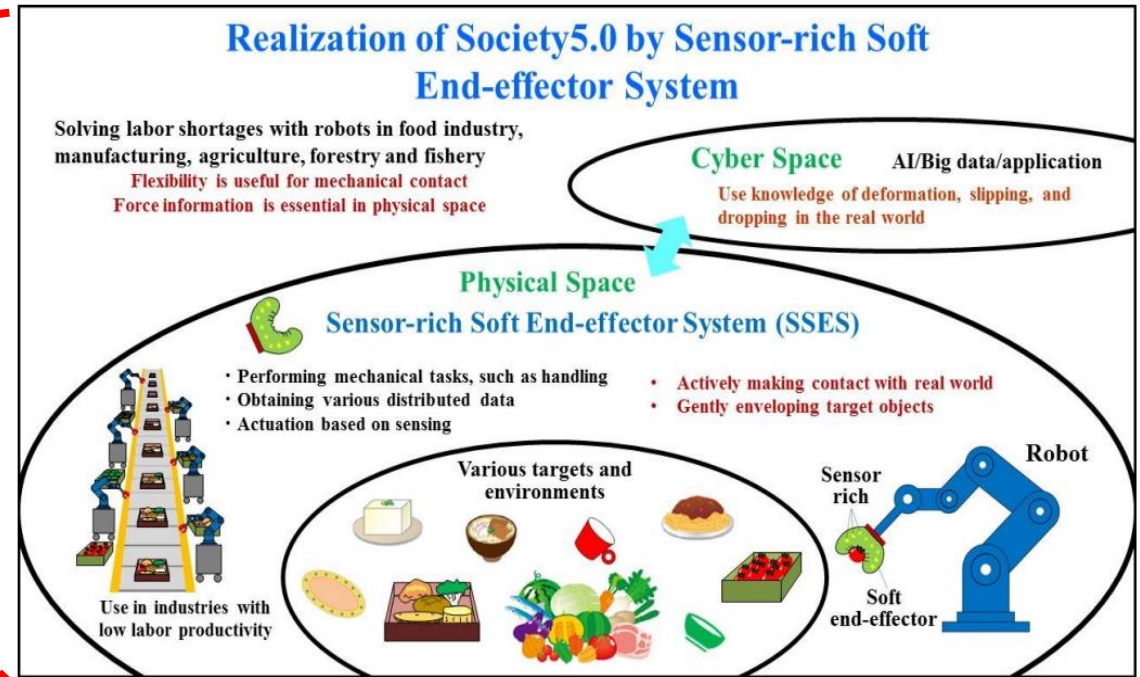 Realization of Society5.0 by Sensor-rich Soft
End-effector System
Solving labor shortages with robots in food industry,
manufacturing, agriculture, forestry and fishery
Flexibility is useful for mechanical contact
Force information is essential in physical space
Cyber Space
AI/Big data/application
Use knowledge of deformation, slipping, and
dropping in the real world
Physical Space
Sensor-rich Soft End-effector System (SSES)
・Performing mechanical tasks, such as handling
・Obtaining various distributed data
・Actuation based on sensing
• Actively making contact with real world
• Gently enveloping target objects
Various targets and
environments
Robot
Sensor
rich
Soft
end-effector
Use in industries with
low labor productivity